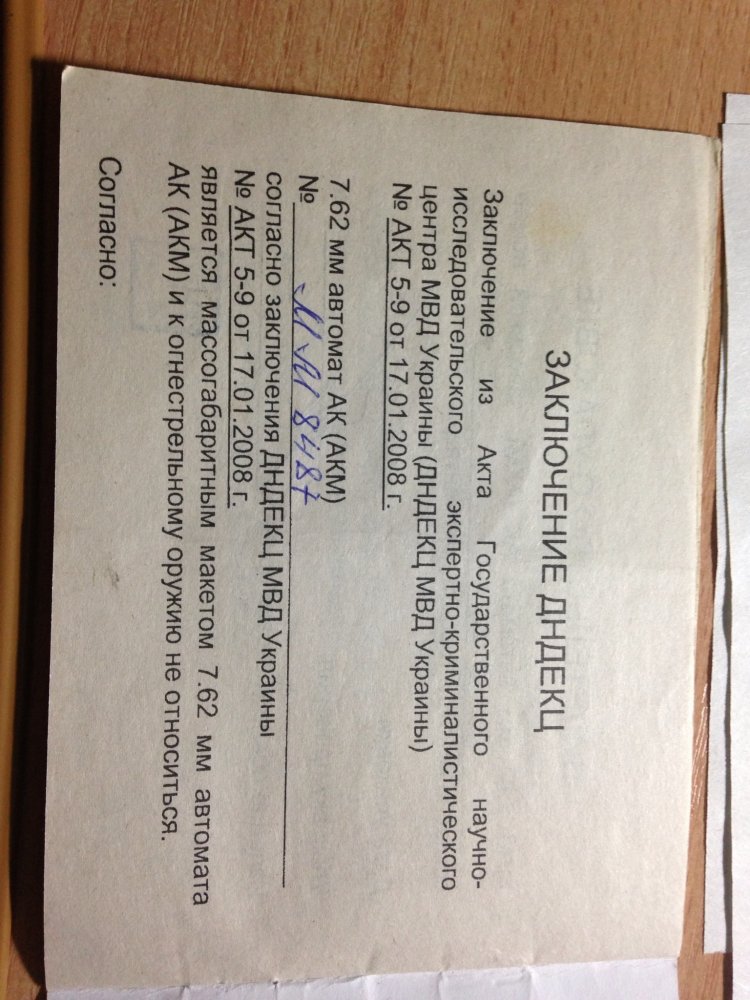 ЗАКЛЮЧЕНИЕ ДНДЕКЦ
Заключение из Акта Государственного научно-
исследовательского экспертно-криминалистического
центра МВД Украины (ДНДЕКЦ МВД Украины)
№ АКТ 5-9 от 17.01.2008 г.
7.62 мм автомат АК (АКМ)
№ ММ 8487
согласно заключения ДНДЕКЦ МВД Украины
№ АКТ 5-9 от 17.01.2008 г.
является массогабаритным макетом 7.62 мм автомата
АК (АКМ) и к огнестрельному оружию не относиться.
Согласно: